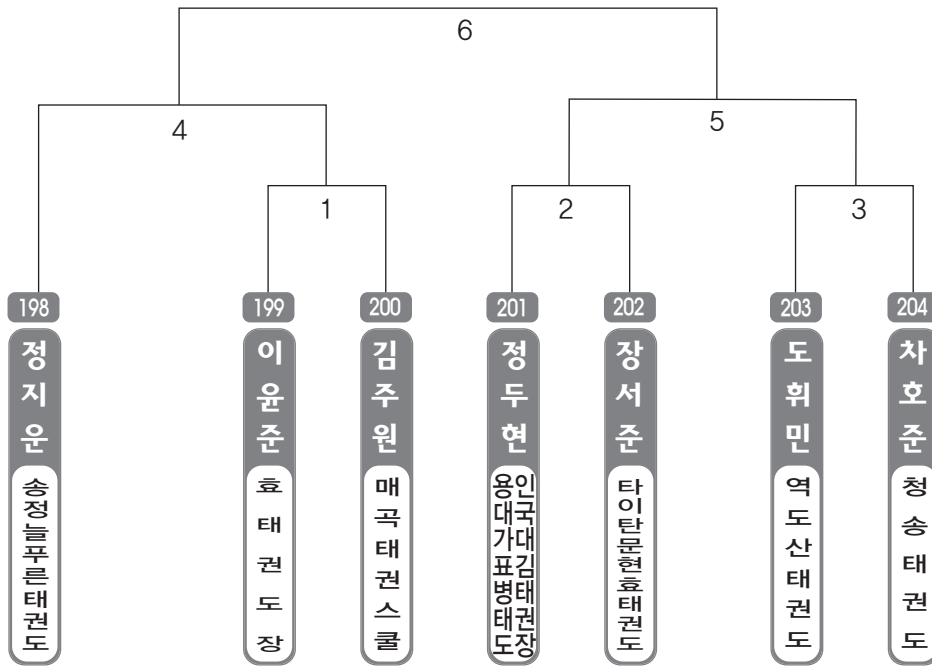 6
4
5
1
2
3
198
정지운
송정늘푸른태권도
199
이윤준
효태권도장
200
김주원
매곡태권스쿨
201
정두현
용인대국가대표김병태태권도장
202
장서준
타이탄문현효태권도
203
도휘민
역도산태권도
204
차호준
청송태권도